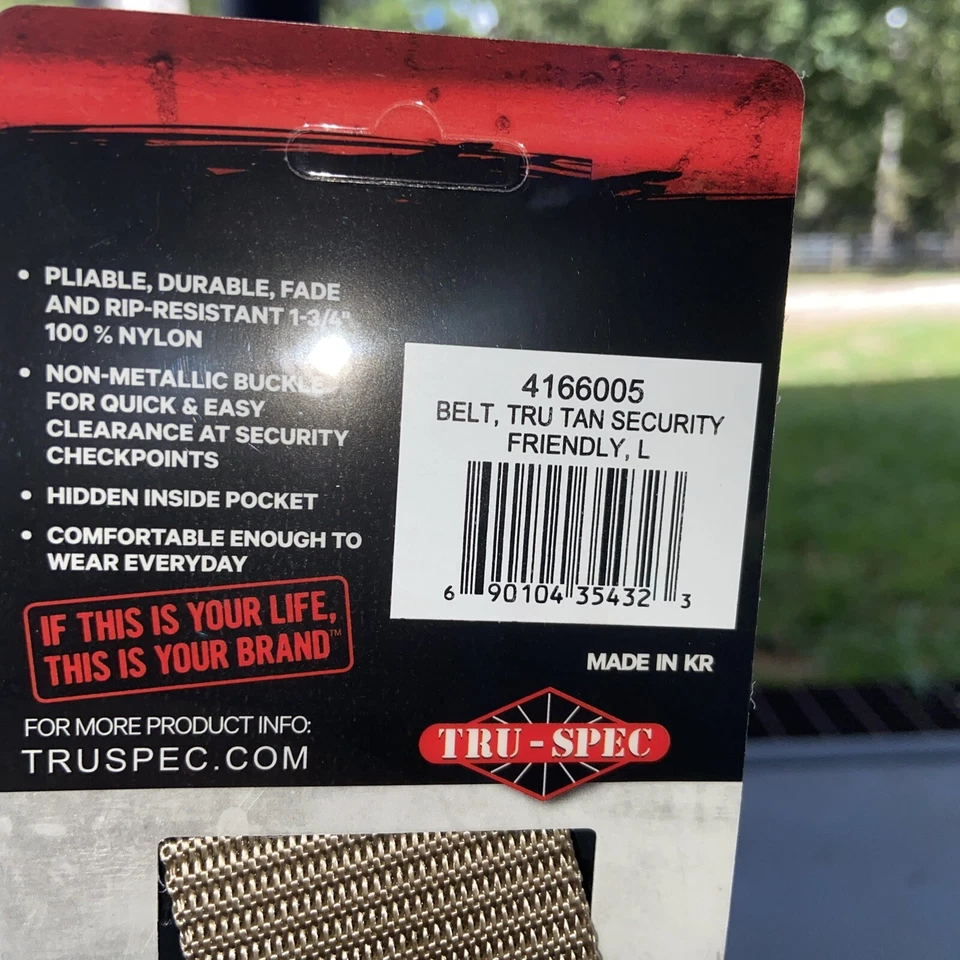 • PLIABLE, DURABLE, FADE
AND RIP-RESISTANT 1-3/4"
100 % NYLON
• NON-METALLIC BUCKLE
FOR QUICK & EASY
CLEARANCE AT SECURITY
CHECKPOINTS
• HIDDEN INSIDE POCKET
• COMFORTABLE ENOUGH TO
WEAR EVERYDAY
IF THIS IS YOUR LIFE,
THIS IS YOUR BRAND™
FOR MORE PRODUCT INFO:
TRUSPEC.COM
4166005
BELT, TRU TAN SECURITY
FRIENDLY, L
6 90104 35432 3
MADE IN KR
TRU-SPEC